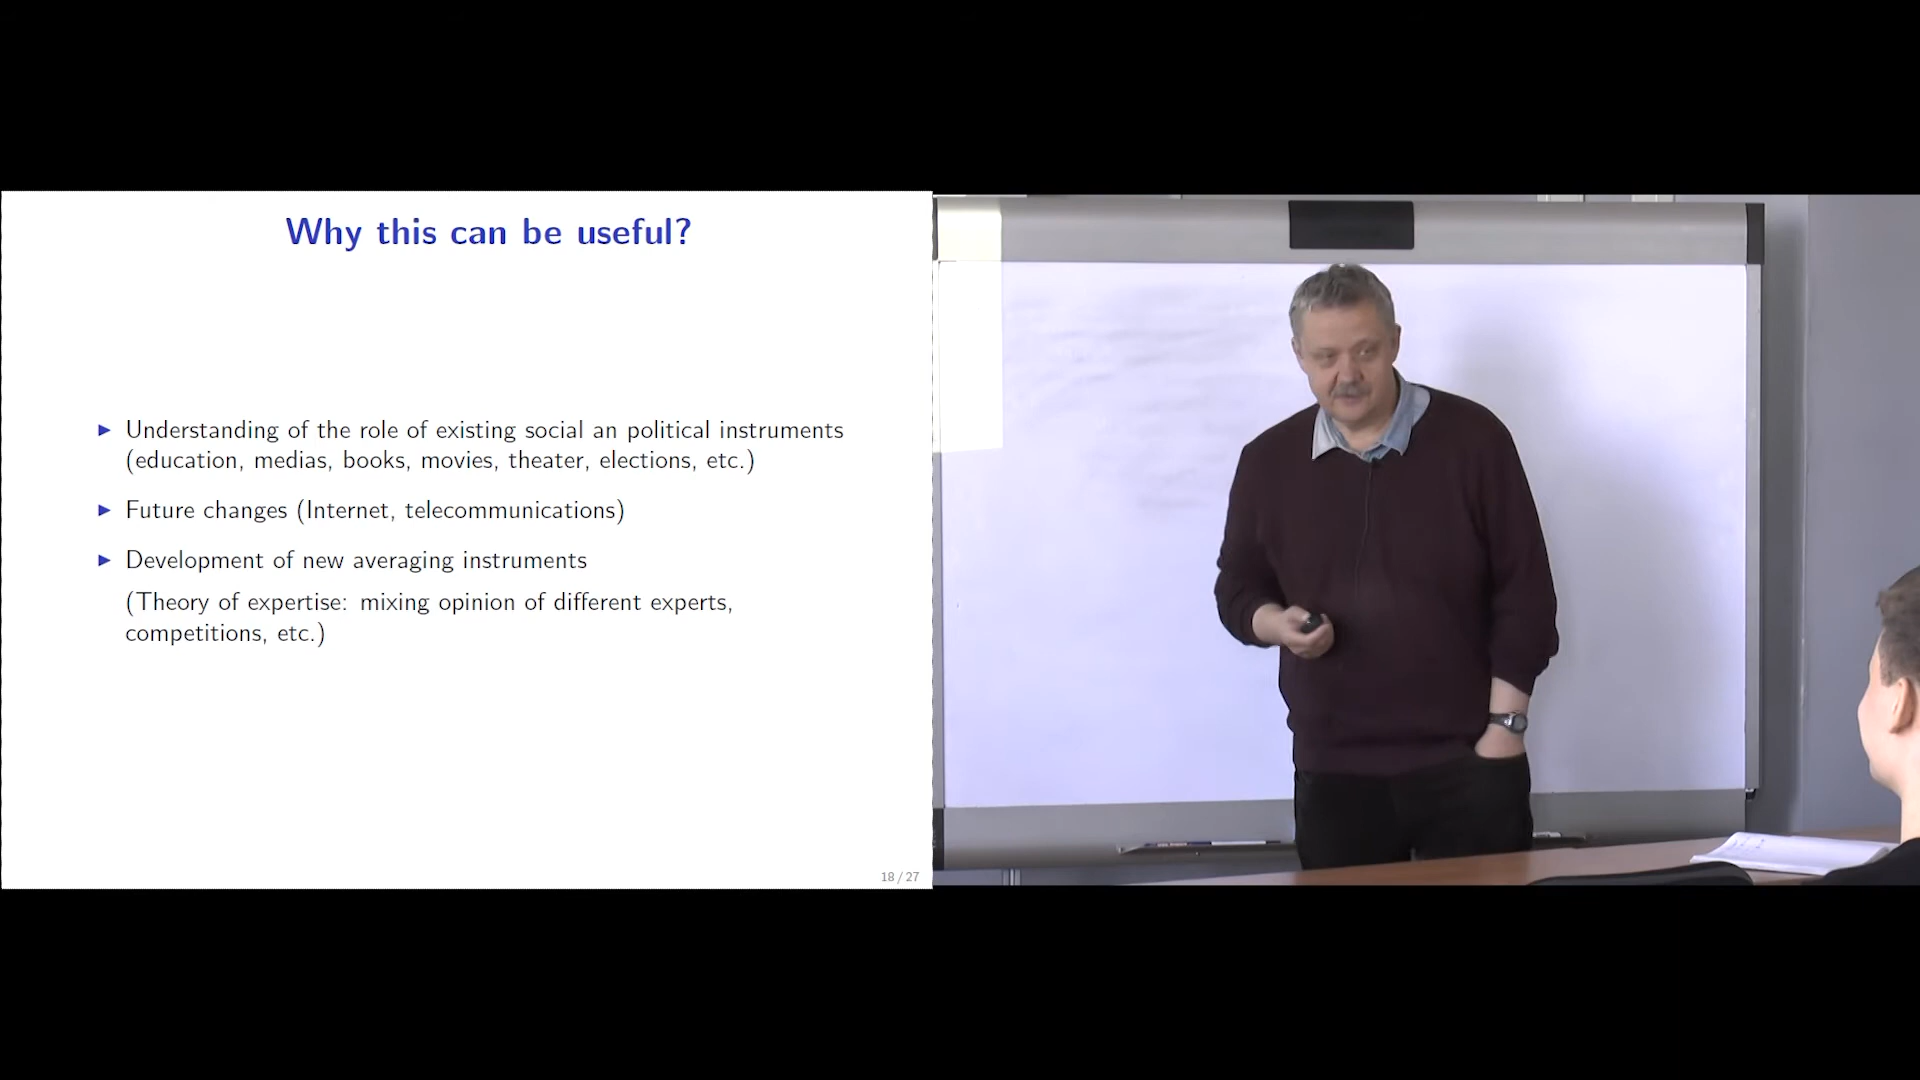 Why this can be useful?
▶ Understanding of the role of existing social an political instruments
(education, medias, books, movies, theater, elections, etc.)
▶ Future changes (Internet, telecommunications)
▶ Development of new averaging instruments
(Theory of expertise: mixing opinion of different experts,
competitions, etc.)
18 / 27